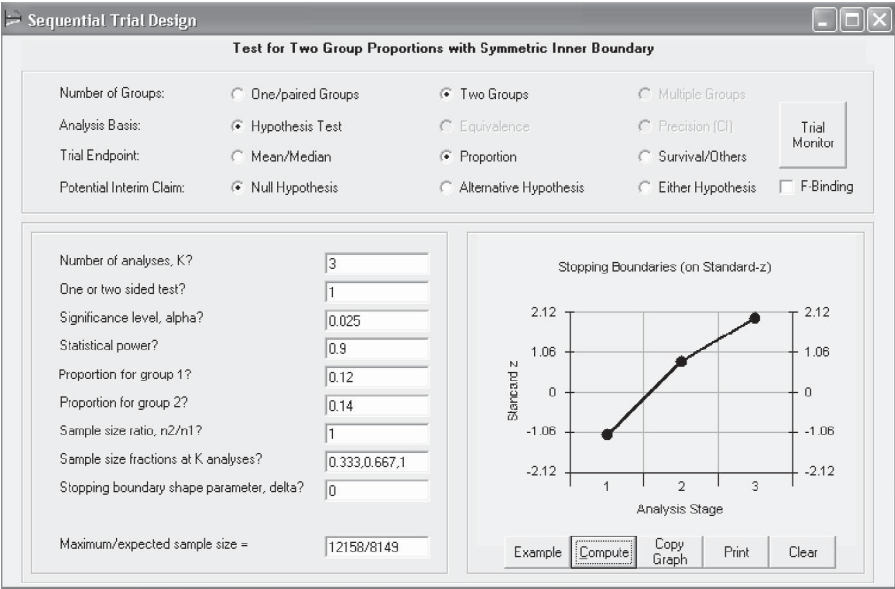 Sequential Trial Design
Test for Two Group Proportions with Symmetric Inner Boundary
Number of Groups: One/paired Groups Two Groups Multiple Groups
Analysis Basis: Hypothesis Test Equivalence Precision (CI)
Trial Endpoint: Mean/Median Proportion Survival/Others
Potential Interim Claim: Null Hypothesis Alternative Hypothesis Either Hypothesis
Trial
Monitor
F-Binding
Number of analyses, K? 3
One or two sided test? 1
Significance level, alpha? 0.025
Statistical power? 0.9
Proportion for group 1? 0.12
Proportion for group 2? 0.14
Sample size ratio, n2/n1? 1
Sample size fractions at K analyses? 0.333,0.667,1
Stopping boundary shape parameter, delta? 0
Maximum/expected sample size = 12158/8149
Stopping Boundaries (on Standard-z)
Standard z
2.12 2.12
1.06 1.06
0 0
-1.06 -1.06
-2.12 -2.12
1 2 3
Analysis Stage
Example Compute Copy Graph Print Clear